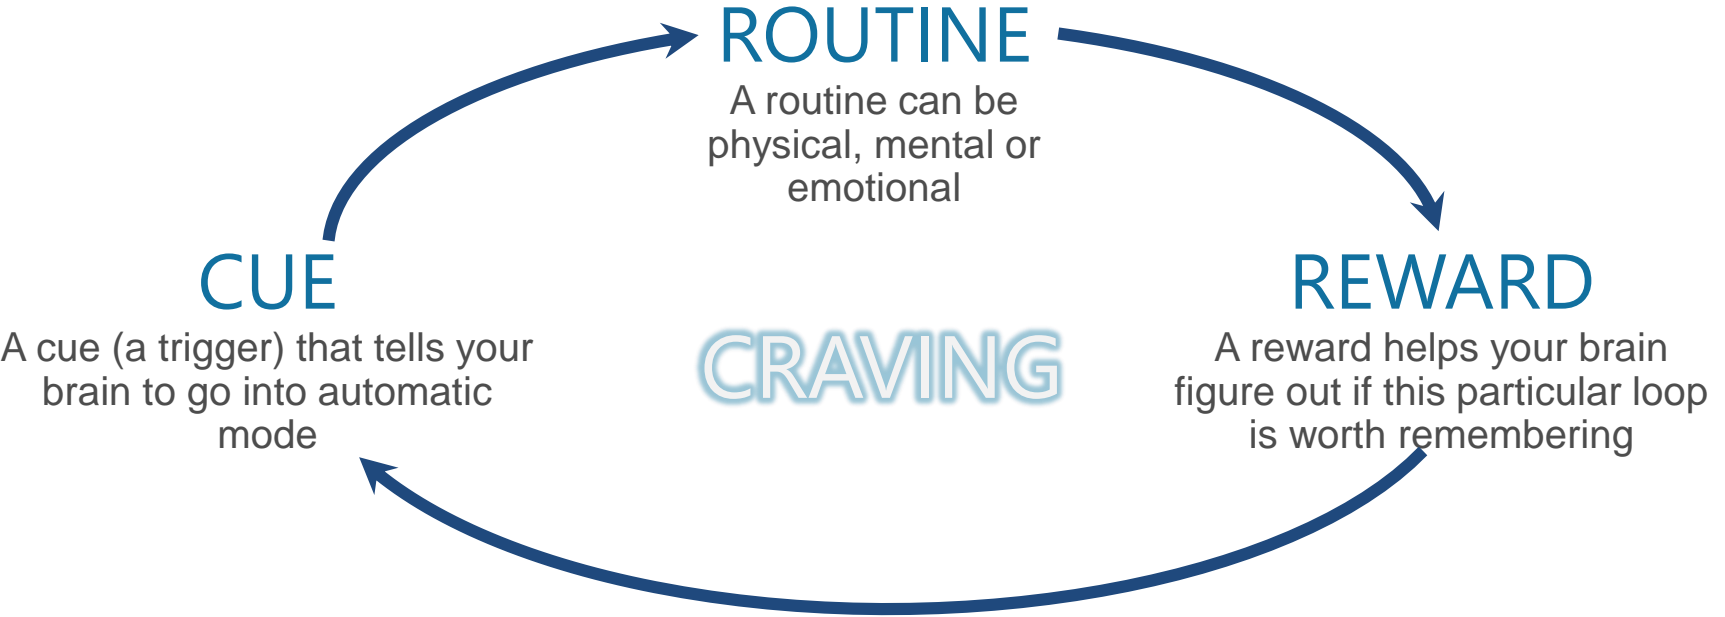 ROUTINE
A routine can be
physical, mental or
emotional
CUE
A cue (a trigger) that tells your
brain to go into automatic
mode
CRAVING
REWARD
A reward helps your brain
figure out if this particular loop
is worth remembering